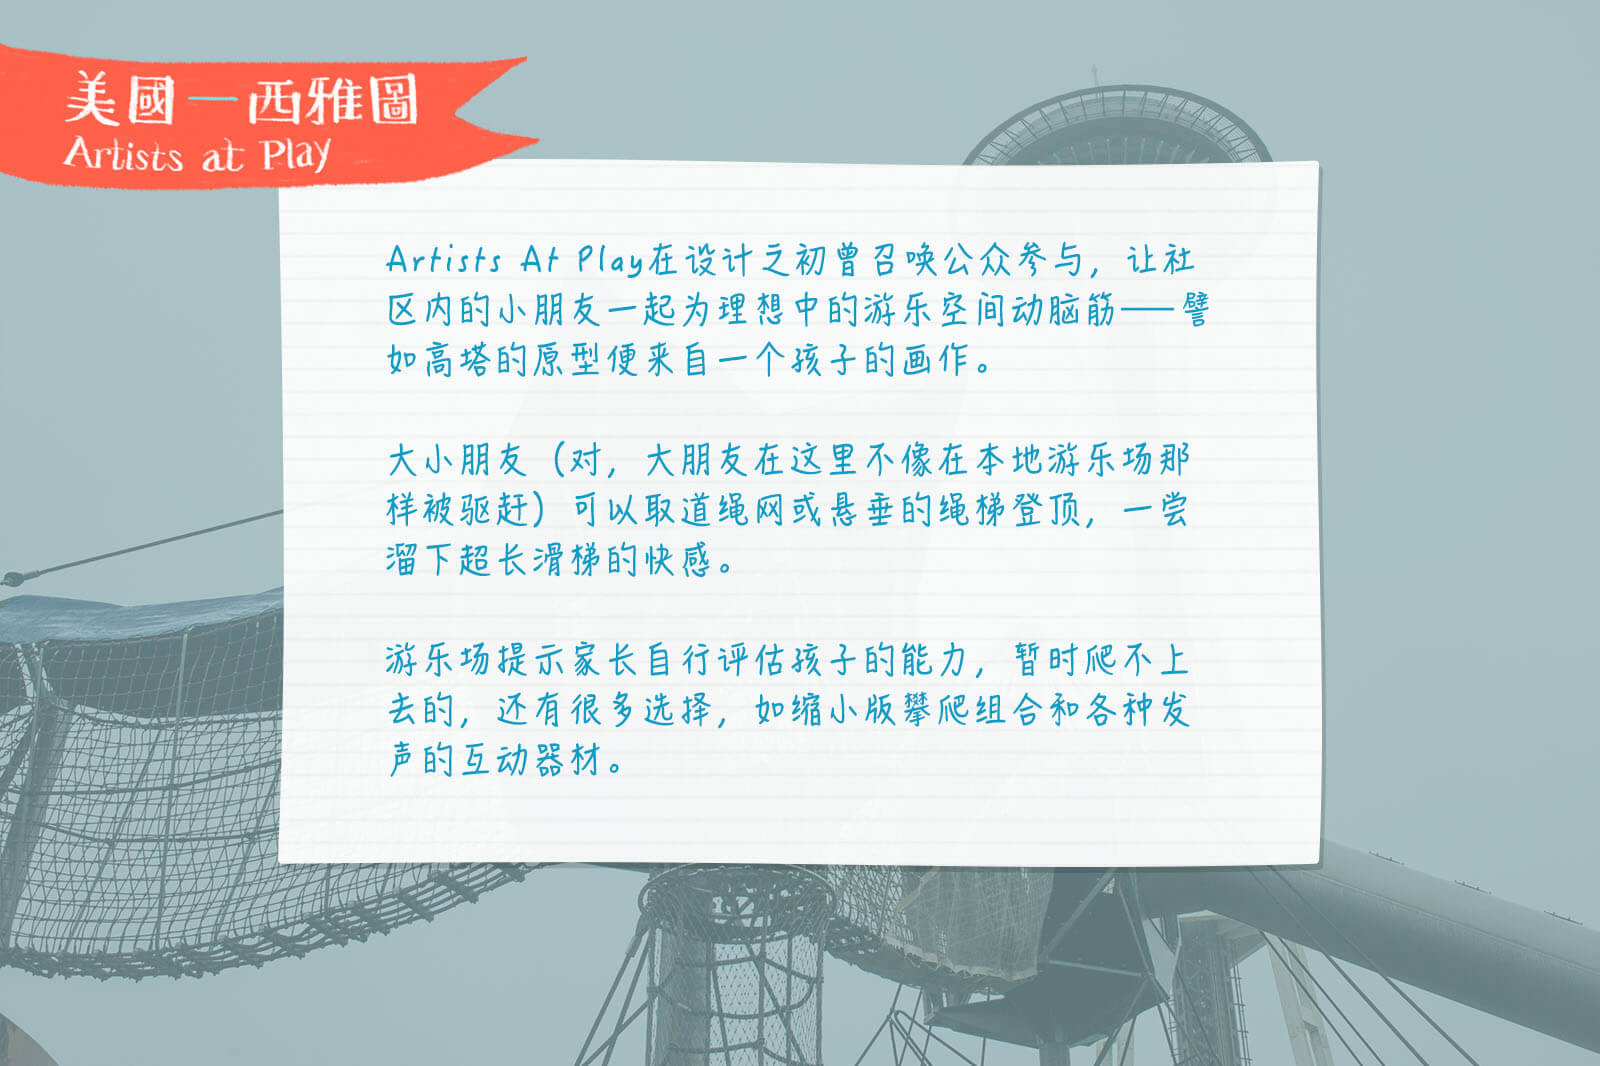 美國—西雅圖
Artists at Play
Artists At Play在设计之初曾召唤公众参与，让社
区内的小朋友一起为理想中的游乐空间动脑筋——譬
如高塔的原型便来自一个孩子的画作。
大小朋友（对，大朋友在这里不像在本地游乐场那
样被驱赶）可以取道绳网或悬垂的绳梯登顶，一尝
溜下超长滑梯的快感。
游乐场提示家长自行评估孩子的能力，暂时爬不上
去的，还有很多选择，如缩小版攀爬组合和各种发
声的互动器材。